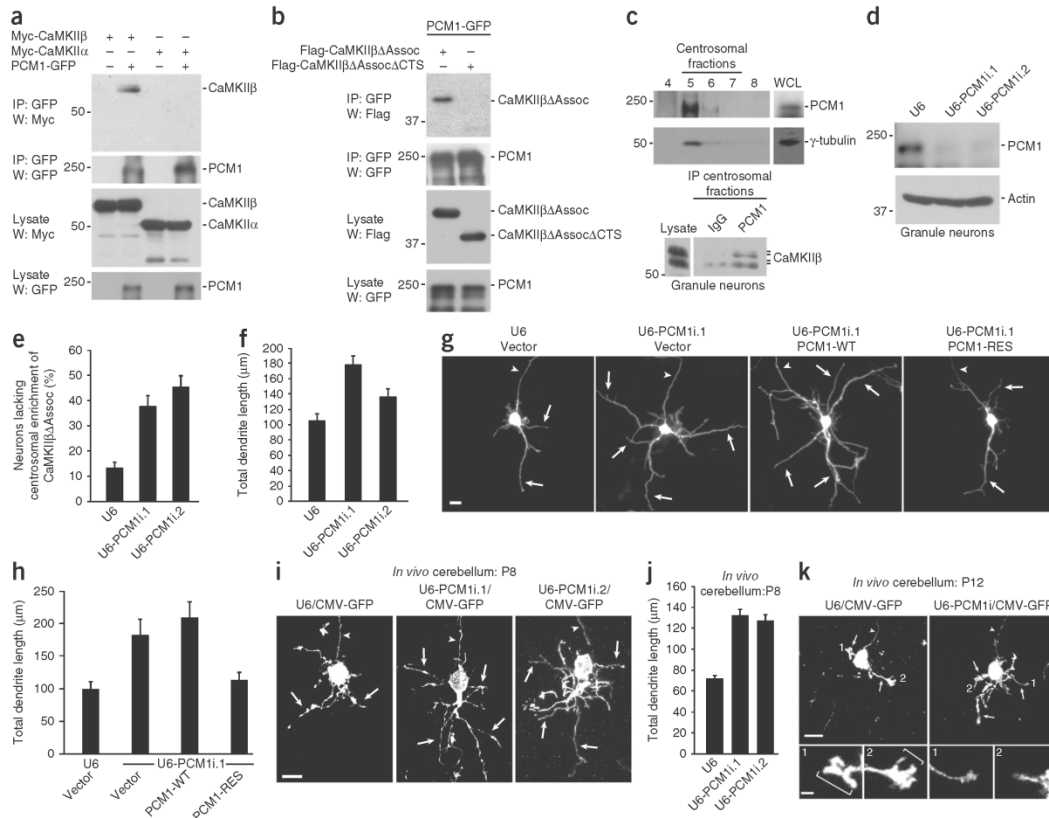 a
Myc-CaMKIIβ + + – –
Myc-CaMKIIα – – + +
PCM1-GFP – + – +
IP: GFP
W: Myc
50
CaMKIIβ
IP: GFP
W: GFP
250
PCM1
Lysate
W: Myc
50
CaMKIIβ
CaMKIIα
Lysate
W: GFP
250
PCM1
b
PCM1-GFP
Flag-CaMKIIβΔAssoc + –
Flag-CaMKIIβΔAssocΔCTS – +
IP: GFP
W: Flag
37
CaMKIIβΔAssoc
IP: GFP
W: GFP
250
PCM1
Lysate
W: Flag
37
CaMKIIβΔAssoc
CaMKIIβΔAssocΔCTS
Lysate
W: GFP
250
PCM1
c
Centrosomal
fractions
4 5 6 7 8 WCL
250
PCM1
50
γ-tubulin
IP centrosomal
fractions
Lysate IgG PCM1
50
CaMKIIβ
Granule neurons
d
U6 U6-PCM1i.1 U6-PCM1i.2
250
PCM1
37
Actin
Granule neurons
e
Neurons lacking
centrosomal enrichment of
CaMKIIβΔAssoc (%)
60
50
40
30
20
10
0
U6 U6-PCM1i.1 U6-PCM1i.2
f
Total dendrite length (μm)
200
180
160
140
120
100
80
60
40
20
0
U6 U6-PCM1i.1 U6-PCM1i.2
g
U6
Vector
U6-PCM1i.1
Vector
U6-PCM1i.1
PCM1-WT
U6-PCM1i.1
PCM1-RES
h
Total dendrite length (μm)
250
200
150
100
50
0
U6
Vector
U6-PCM1i.1
Vector PCM1-WT PCM1-RES
i
In vivo cerebellum: P8
U6/CMV-GFP
U6-PCM1i.1/
CMV-GFP
U6-PCM1i.2/
CMV-GFP
j
In vivo
cerebellum:P8
Total dendrite length (μm)
160
140
120
100
80
60
40
20
0
U6 U6-PCM1i.1 U6-PCM1i.2
k
In vivo cerebellum: P12
U6/CMV-GFP U6-PCM1i/CMV-GFP
2
2
1
1 2 1 2